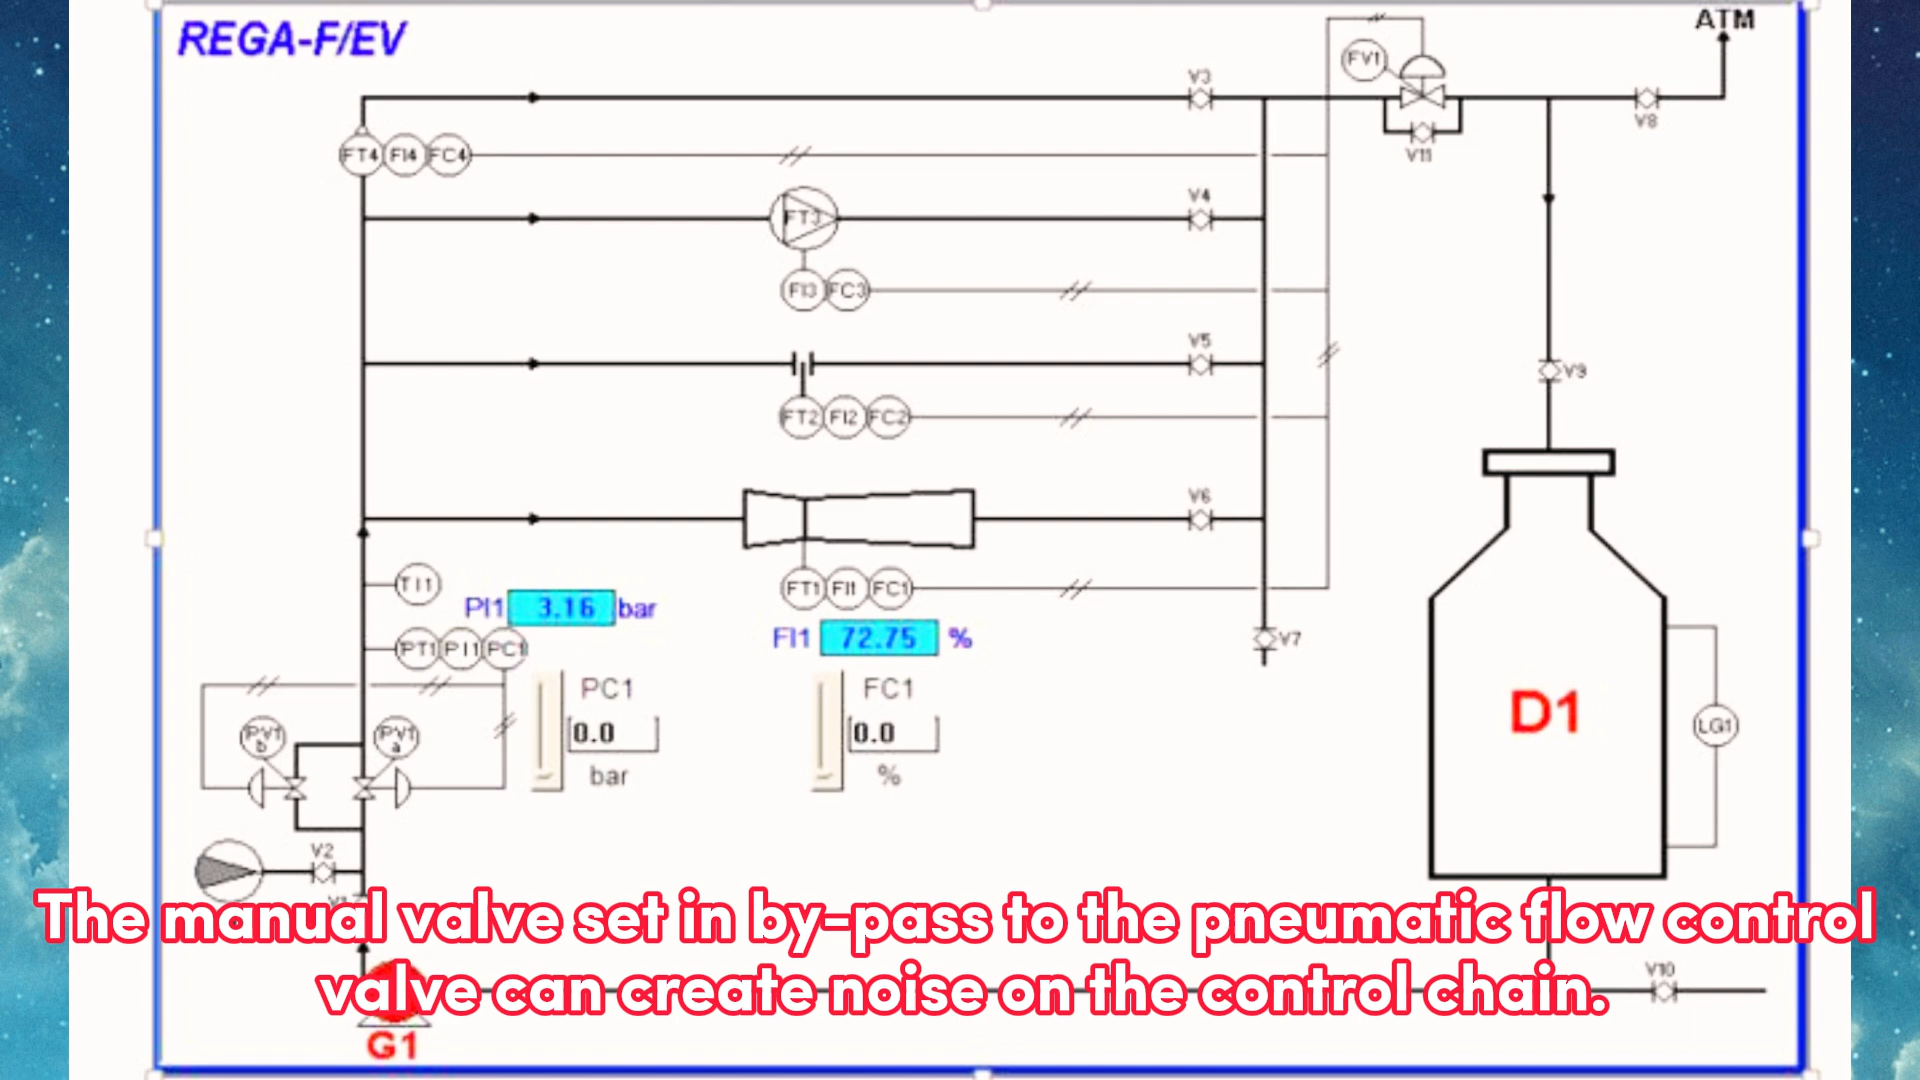 REGA-F/EV
ATM
V3
FV1
V11
V8
FT4 FI4 FC4
V4
FT3
FI3 FC3
V5
V9
FT2 FI2 FC2
V6
FT1 FI1 FC1
TI1
PI1 3.16 bar
FI1 72.75 %
V7
PT1 PI1 PC1
PC1
0.0
bar
FC1
0.0
%
PV1 b
PV1 a
D1
LG1
V2
V1
The manual valve set in by-pass to the pneumatic flow control
valve can create noise on the control chain.
V10
G1